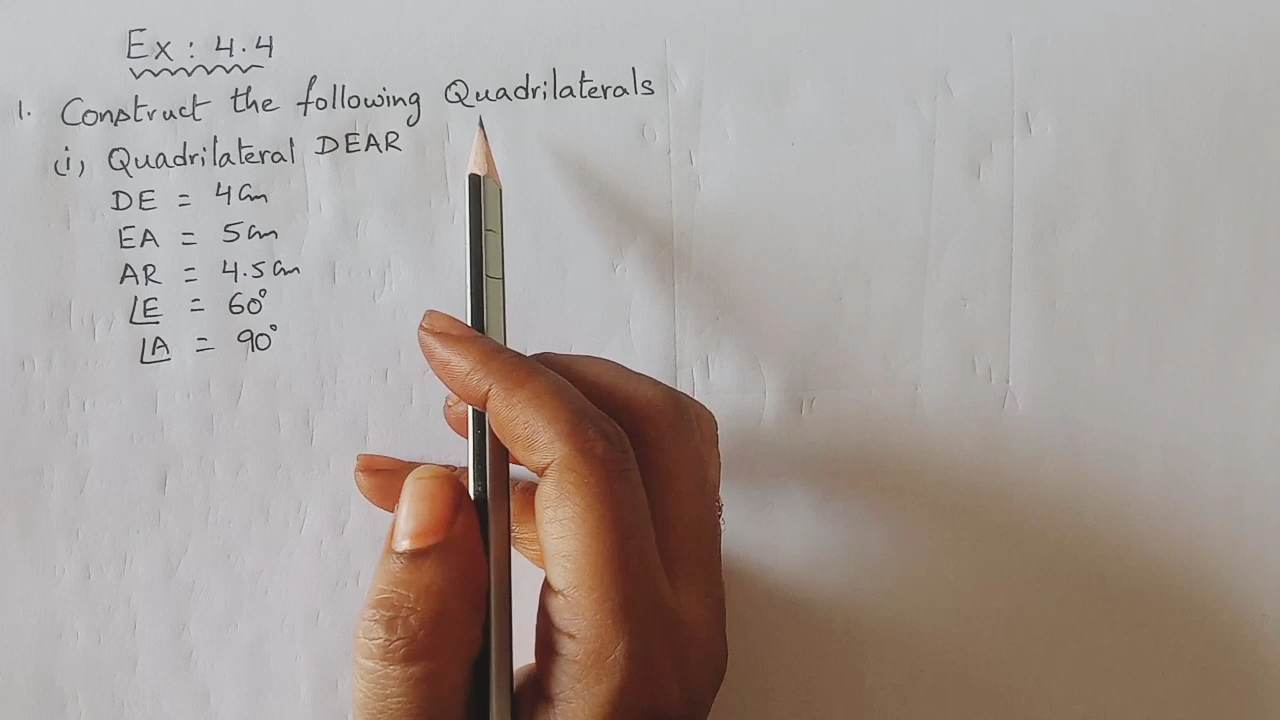 Ex : 4.4
1. Construct the following Quadrilaterals
(i), Quadrilateral DEAR
DE = 4cm
EA = 5cm
AR = 4.5cm
∠E = 60°
∠A = 90°